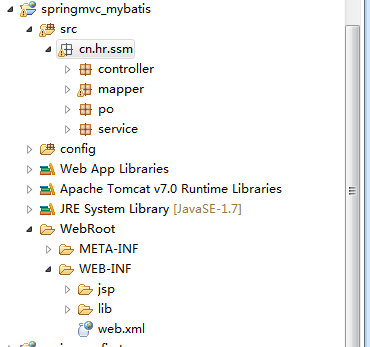 springmvc_mybatis
src
cn.hr.ssm
controller
mapper
po
service
config
Web App Libraries
Apache Tomcat v7.0 Runtime Libraries
JRE System Library [JavaSE-1.7]
WebRoot
META-INF
WEB-INF
jsp
lib
web.xml